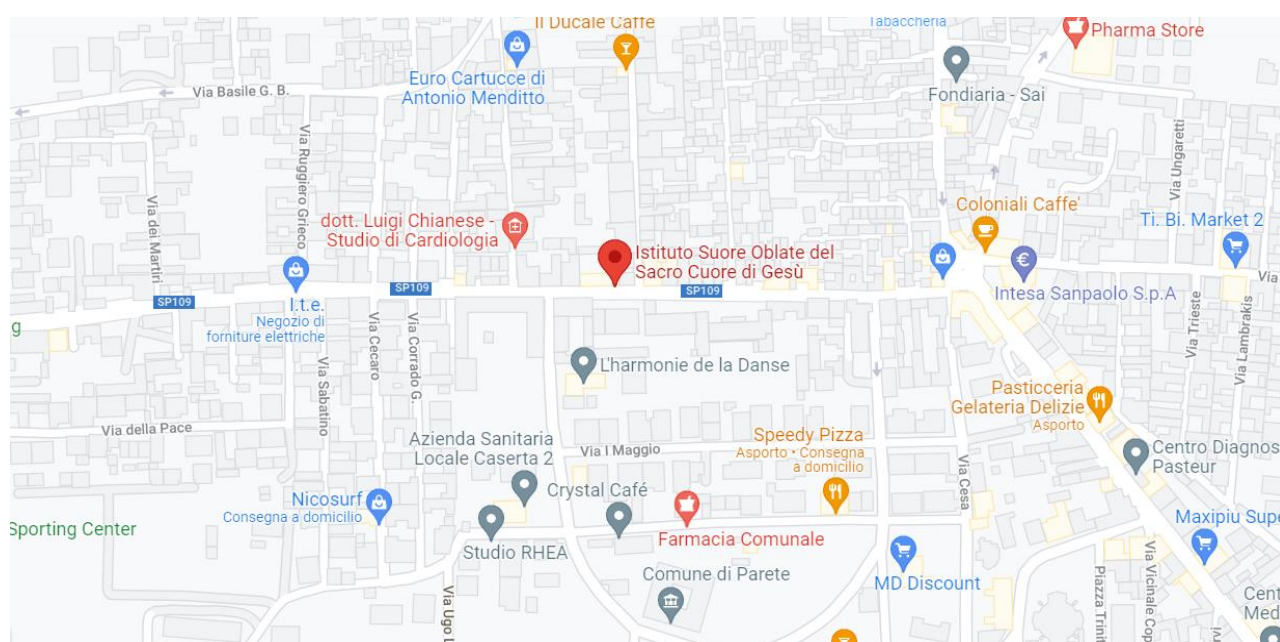 Il Ducale Caffè
Tabaccheria
Pharma Store
Euro Cartucce di
Antonio Menditto
Via Basile G. B.
Fondiaria - Sai
Via Ruggiero Grieco
Via Ungaretti
Via dei Martiri
dott. Luigi Chianese -
Studio di Cardiologia
Coloniali Caffe'
Ti. Bi. Market 2
Istituto Suore Oblate del
Sacro Cuore di Gesù
SP109
SP109
SP109
Intesa Sanpaolo S.p.A
Via
I.t.e.
Negozio di
forniture elettriche
g
Via Cecaro
Via Corrado G.
Via Sabatino
Via Trieste
Via Lambrakis
L'harmonie de la Danse
Pasticceria
Gelateria Delizie
Asporto
Via della Pace
Azienda Sanitaria
Locale Caserta 2
Via I Maggio
Speedy Pizza
Asporto • Consegna
a domicilio
Via Cesa
Centro Diagnos
Pasteur
Nicosurf
Consegna a domicilio
Crystal Café
Sporting Center
Studio RHEA
Farmacia Comunale
Maxipiu Supe
Comune di Parete
MD Discount
Via Ugo L
Piazza Trinit
Via Vicinale Cop
Cent
Med